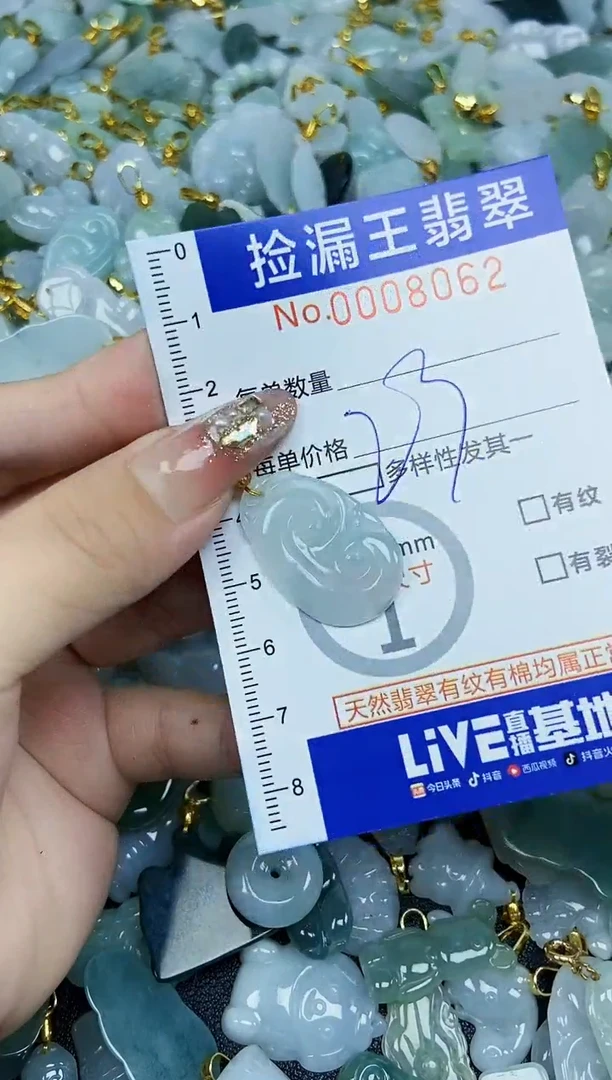 0
捡漏王翡翠
No.0008062
1
2
每单数量
每单价格
多样性发其一
有纹
mm
5
有裂
寸
6
天然翡翠有纹有棉均属正常
7
LiVE直播基地
8
今日头条 抖音 西瓜视频 抖音火